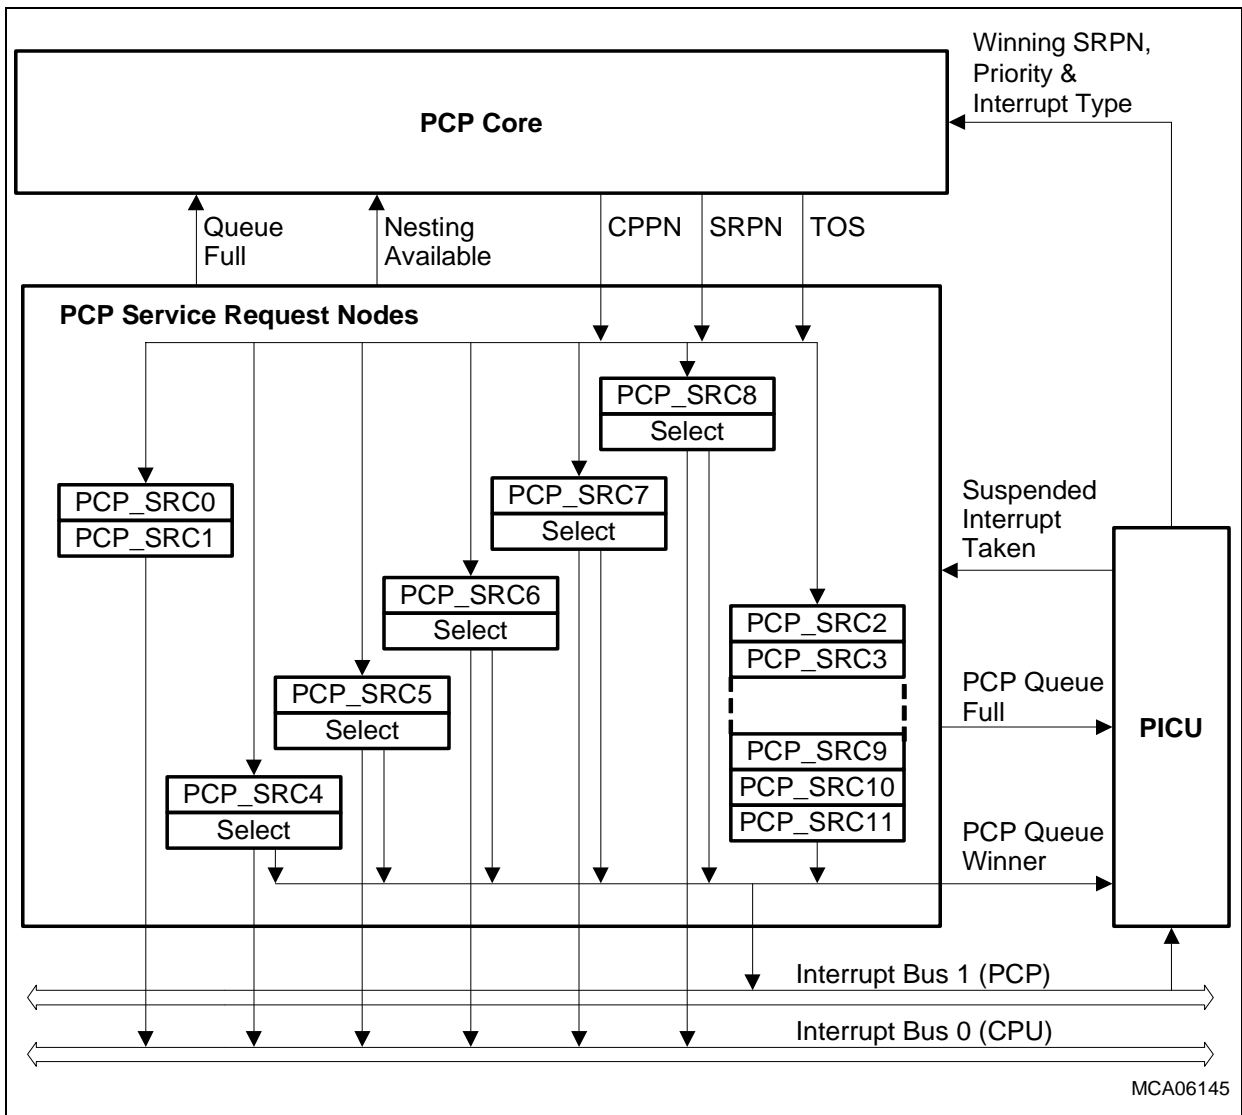 Winning SRPN,
Priority &
Interrupt Type
PCP Core
Queue
Full
Nesting
Available
CPPN
SRPN
TOS
PCP Service Request Nodes
PCP_SRC8
Select
PCP_SRC0
PCP_SRC1
PCP_SRC7
Select
Suspended
Interrupt
Taken
PCP_SRC6
Select
PCP_SRC2
PCP_SRC3
PCP_SRC5
Select
PCP Queue
Full
PICU
PCP_SRC9
PCP_SRC10
PCP_SRC11
PCP_SRC4
Select
PCP Queue
Winner
Interrupt Bus 1 (PCP)
Interrupt Bus 0 (CPU)
MCA06145